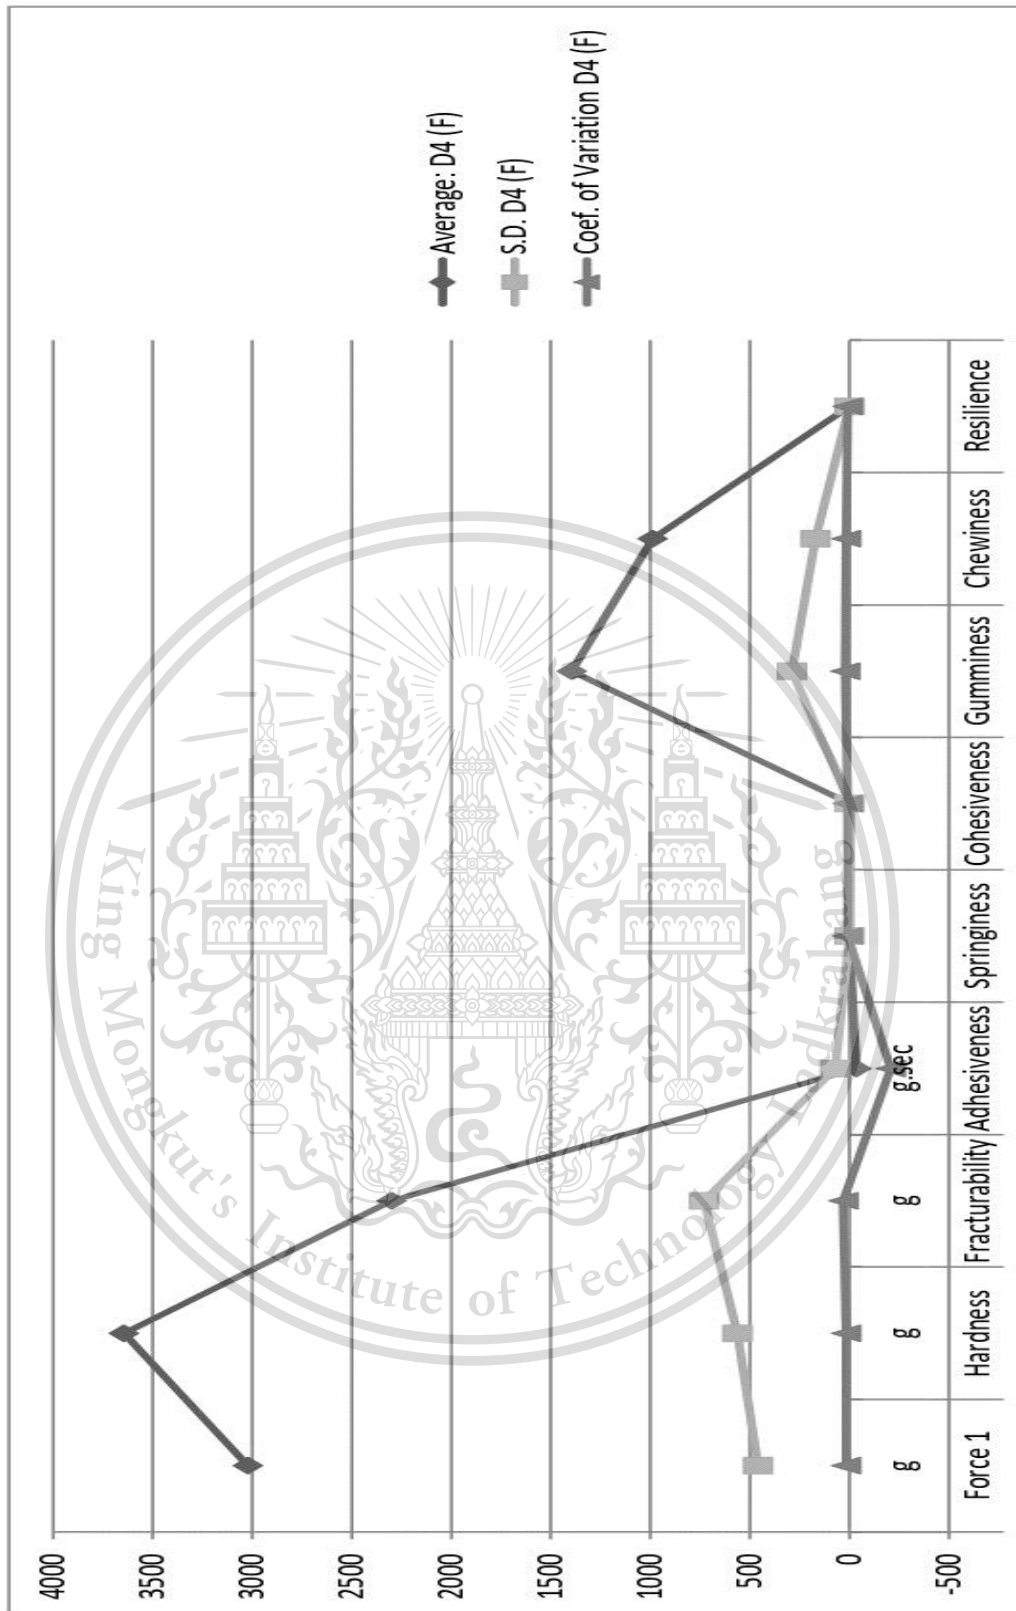 4000
3500
3000
2500
2000
1500
1000
500
0
-500
g
g
g
g.sec
Force 1
Hardness
Fracturability
Adhesiveness
Springiness
Cohesiveness
Gumminess
Chewiness
Resilience
Average: D4 (F)
S.D. D4 (F)
Coef. of Variation D4 (F)
King Mongkut's Institute of Technology Ladkrabang